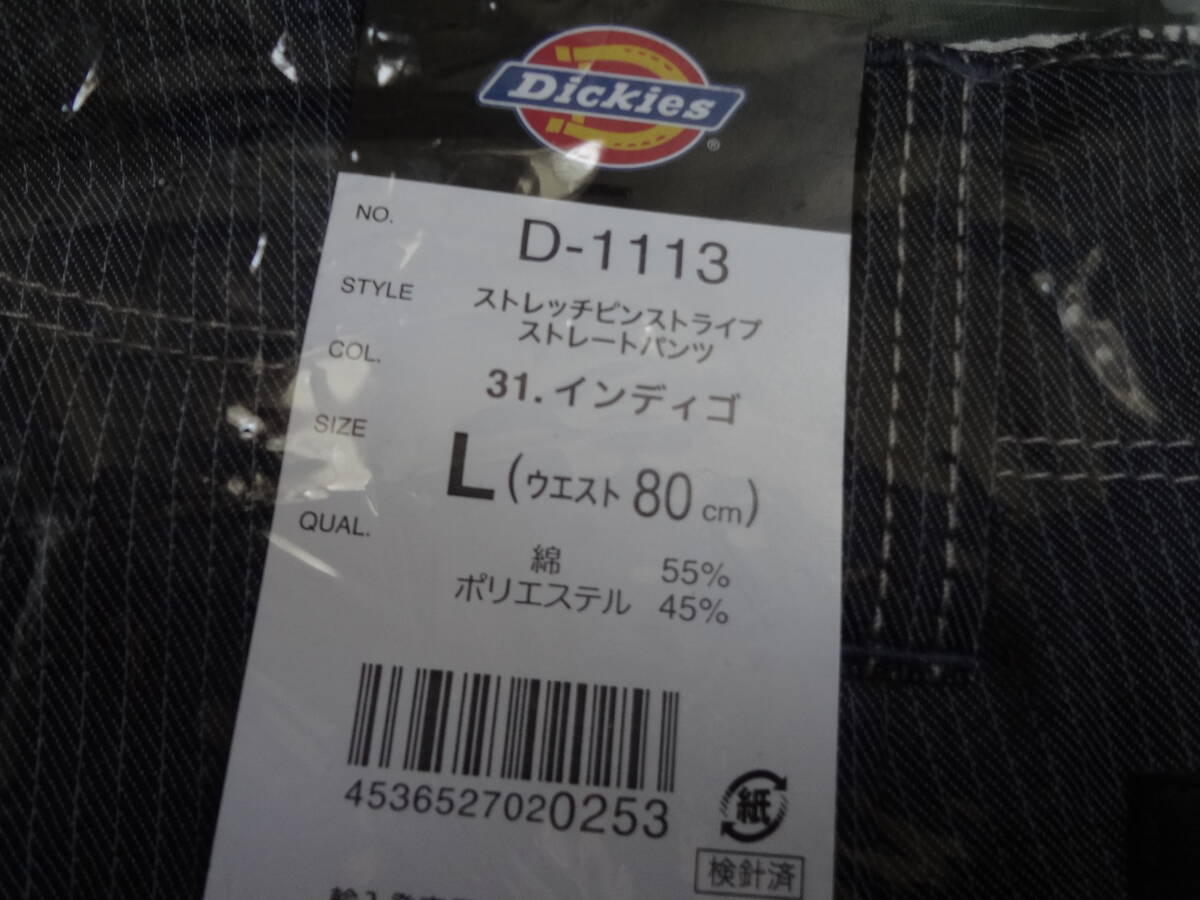 Dickies
®
NO. D-1113
STYLE ストレッチピンストライプ
ストレートパンツ
COL. 31.インディゴ
SIZE L(ウエスト 80cm)
QUAL.
綿 55%
ポリエステル 45%
4536527020253
紙
検針済